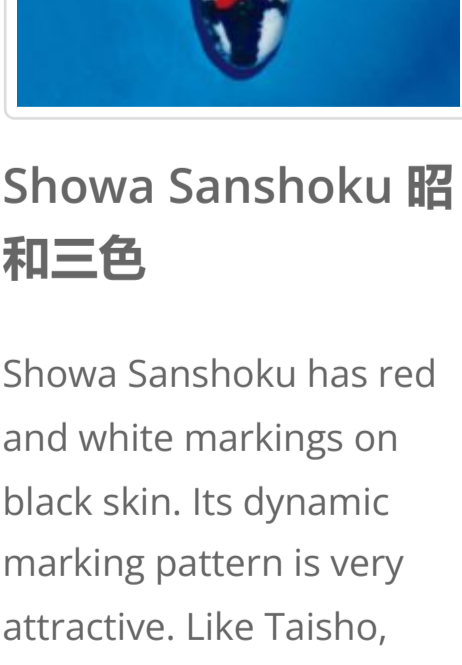 Showa Sanshoku 昭
和三色
Showa Sanshoku has red
and white markings on
black skin. Its dynamic
marking pattern is very
attractive. Like Taisho,